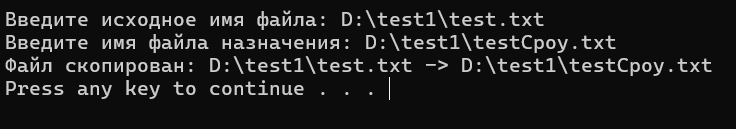 Введите исходное имя файла: D:\test1\test.txt
Введите имя файла назначения: D:\test1\testCpoy.txt
Файл скопирован: D:\test1\test.txt -> D:\test1\testCpoy.txt
Press any key to continue . . .